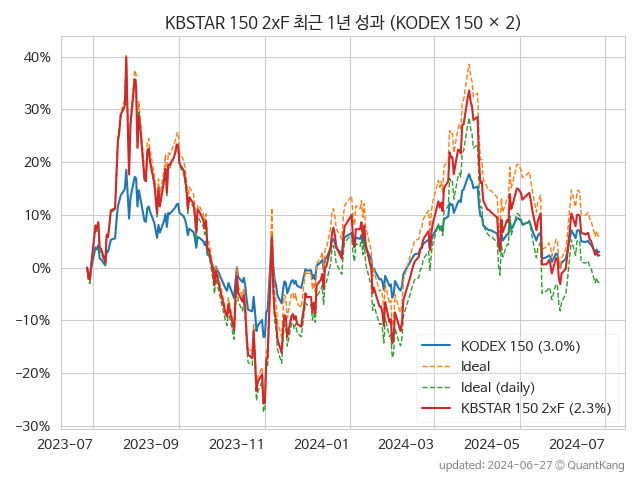 KBSTAR 150 2xF 최근 1년 성과 (KODEX 150 × 2)
40%
30%
20%
10%
0%
−10%
−20%
−30%
2023-07
2023-09
2023-11
2024-01
2024-03
2024-05
2024-07
KODEX 150 (3.0%)
Ideal
Ideal (daily)
KBSTAR 150 2xF (2.3%)
updated: 2024-06-27 © QuantKang